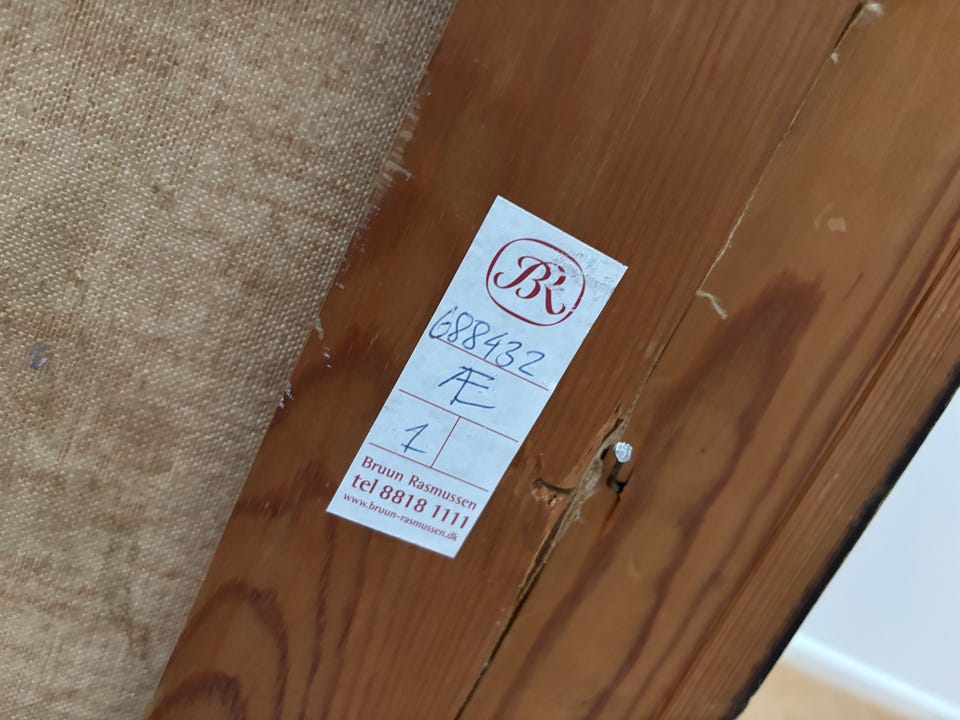 BR
688432
Æ
1
Bruun Rasmussen
tel 8818 1111
www.bruun-rasmussen.dk